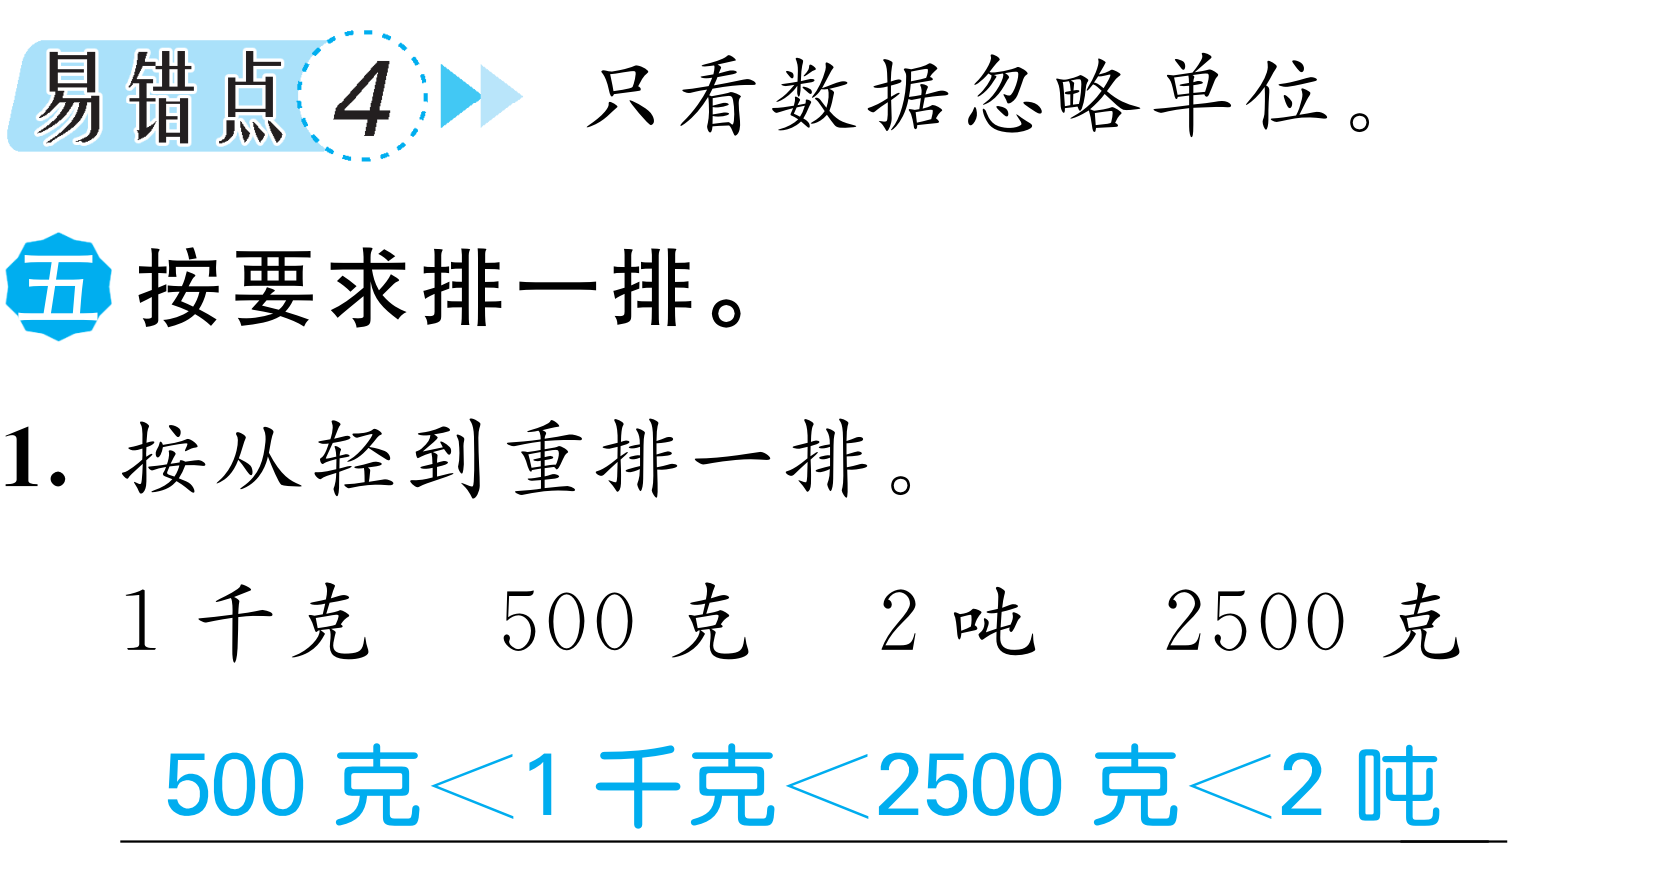 易错点 4 只看数据忽略单位。
五 按要求排一排。
1. 按从轻到重排一排。
1 千克 500 克 2 吨 2500 克
500 克<1 千克<2500 克<2 吨